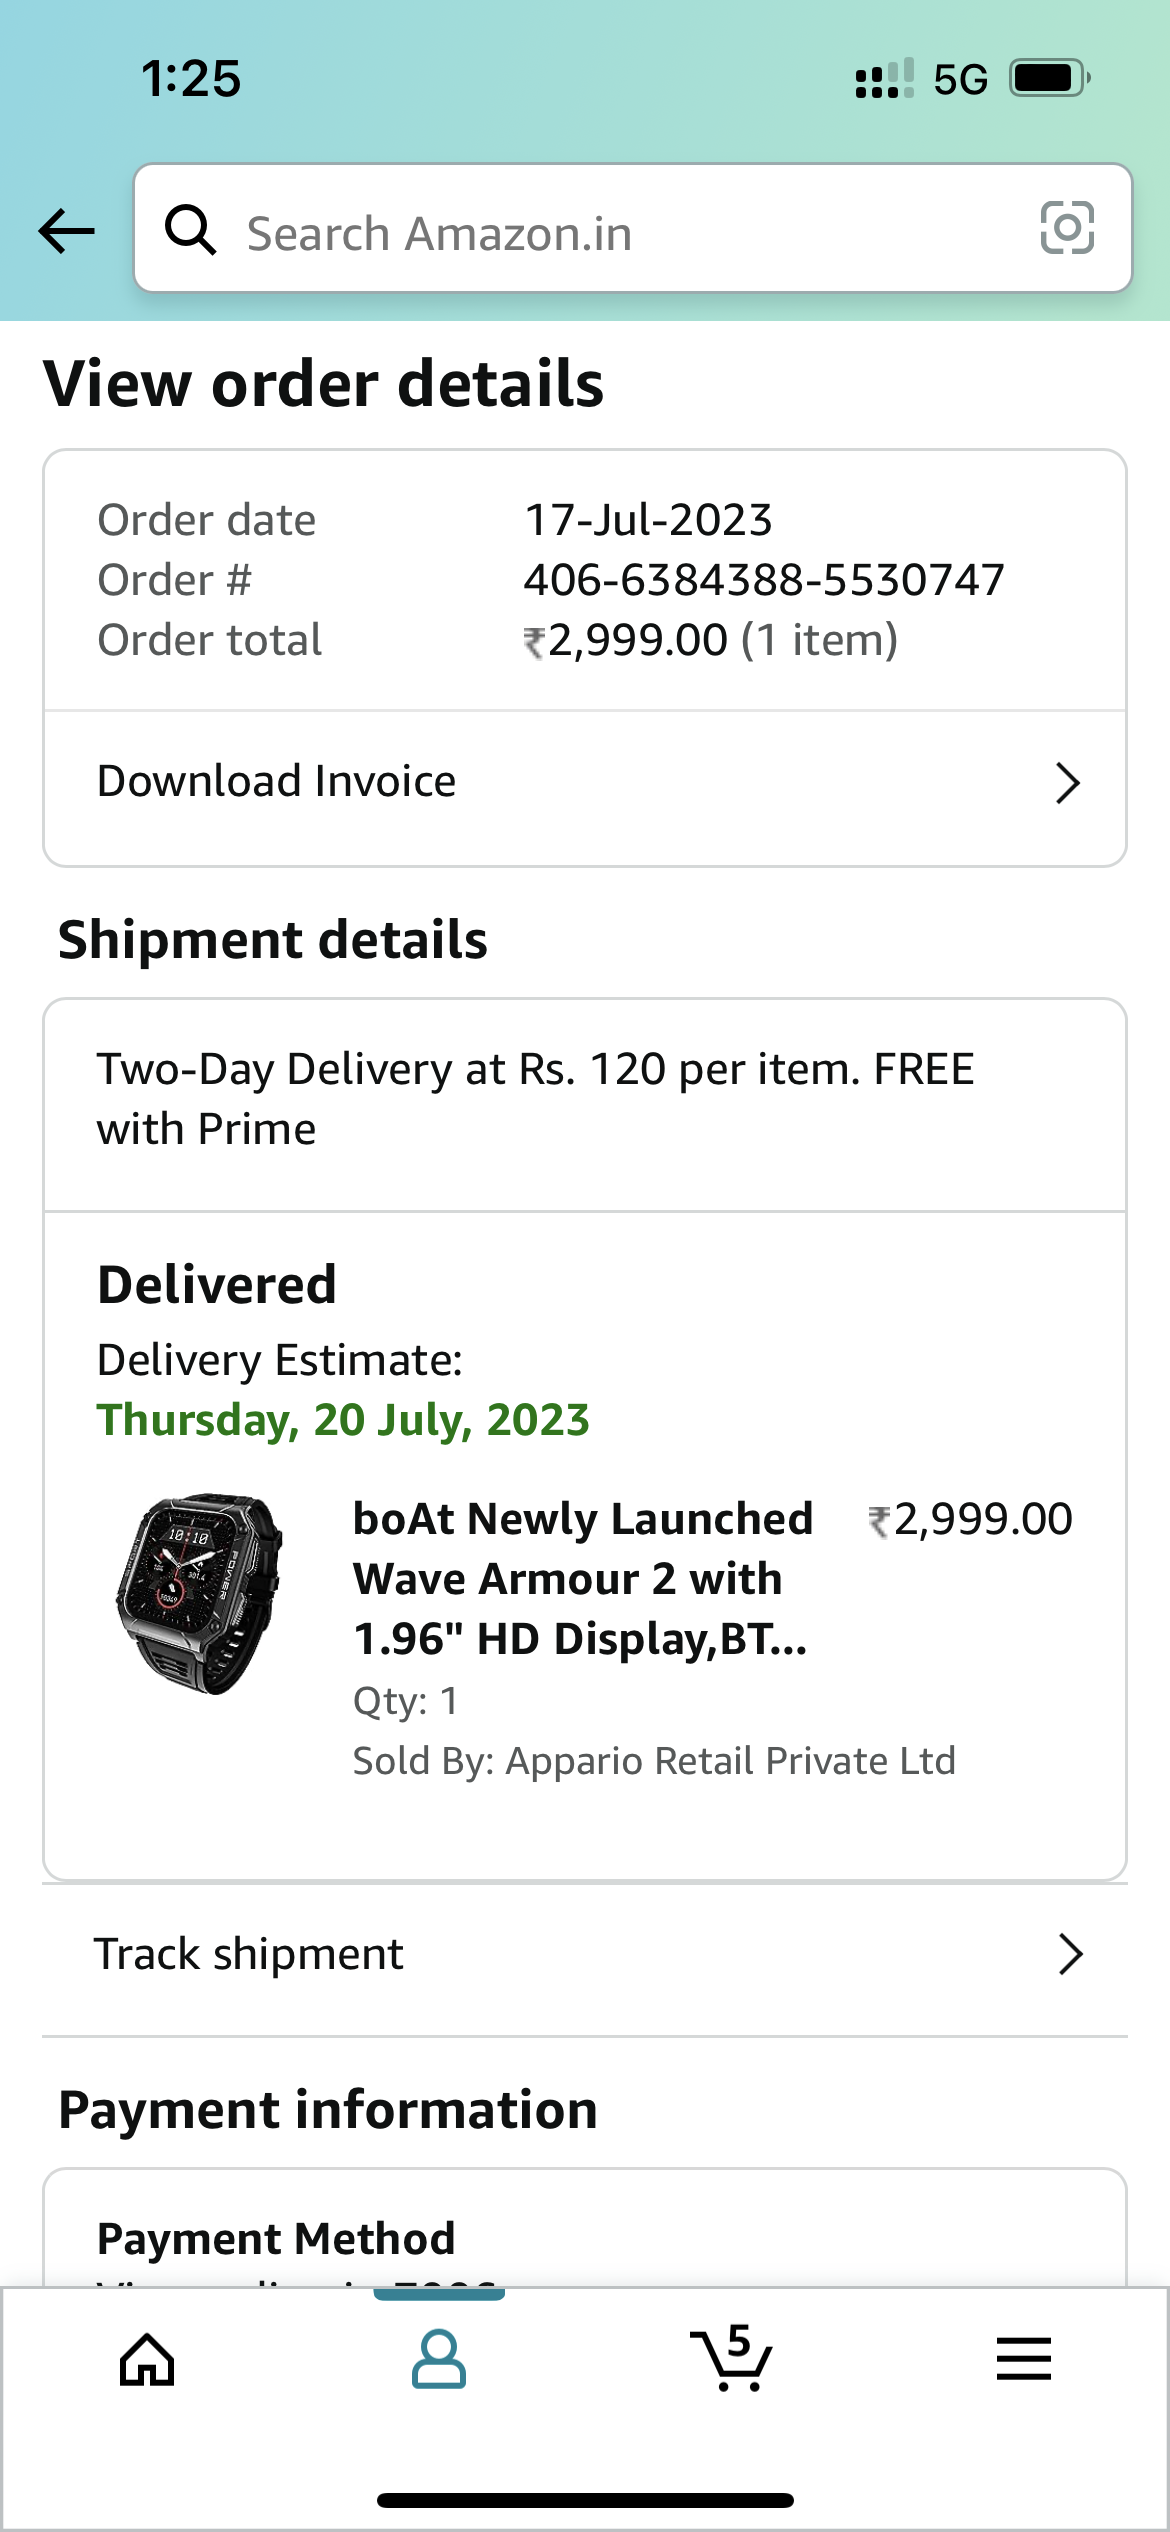 1:25
5G
Search Amazon.in
View order details
Order date 17-Jul-2023
Order # 406-6384388-5530747
Order total ₹2,999.00 (1 item)
Download Invoice
Shipment details
Two-Day Delivery at Rs. 120 per item. FREE
with Prime
Delivered
Delivery Estimate:
Thursday, 20 July, 2023
10:10
POWER
boAt Newly Launched ₹2,999.00
Wave Armour 2 with
1.96" HD Display,BT...
Qty: 1
Sold By: Appario Retail Private Ltd
Track shipment
Payment information
Payment Method
5